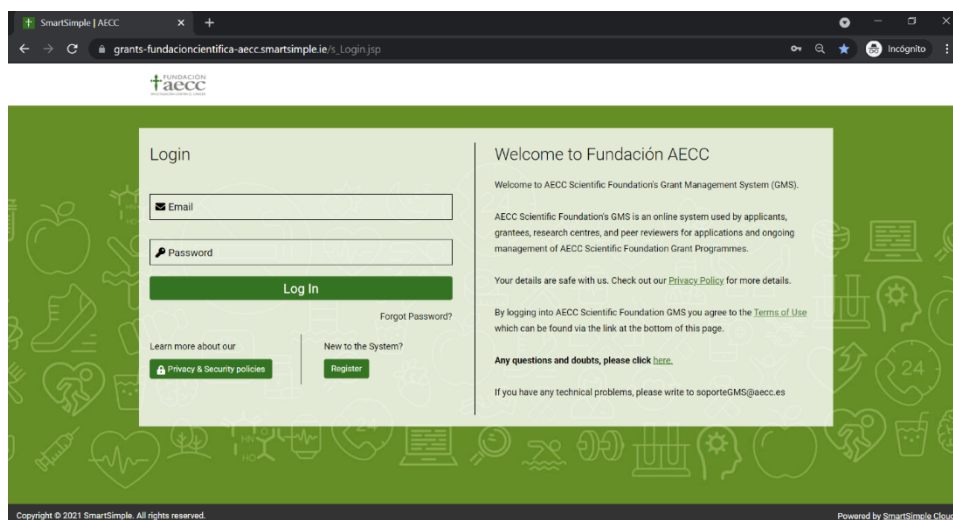 SmartSimple | AECC
grants-fundacioncientifica-aecc.smartsimple.ie/s_Login.jsp
Incógnito
FUNDACIÓN
aecc
Login
Email
Password
Log In
Forgot Password?
Learn more about our
Privacy & Security policies
New to the System?
Register
Welcome to Fundación AECC
Welcome to AECC Scientific Foundation's Grant Management System (GMS).
AECC Scientific Foundation's GMS is an online system used by applicants,
grantees, research centres, and peer reviewers for applications and ongoing
management of AECC Scientific Foundation Grant Programmes.
Your details are safe with us. Check out our Privacy Policy for more details.
By logging into AECC Scientific Foundation GMS you agree to the Terms of Use
which can be found via the link at the bottom of this page.
Any questions and doubts, please click here.
If you have any technical problems, please write to soporteGMS@aecc.es
24
HN
HO
Copyright © 2021 SmartSimple. All rights reserved.
Powered by SmartSimple Cloud